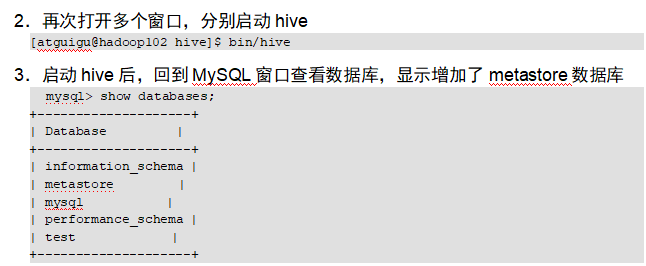 2．再次打开多个窗口，分别启动 hive
[atguigu@hadoop102 hive]$ bin/hive
3．启动 hive 后，回到 MySQL 窗口查看数据库，显示增加了 metastore 数据库
mysql> show databases;
+--------------------+
| Database           |
+--------------------+
| information_schema |
| metastore          |
| mysql              |
| performance_schema |
| test               |
+--------------------+